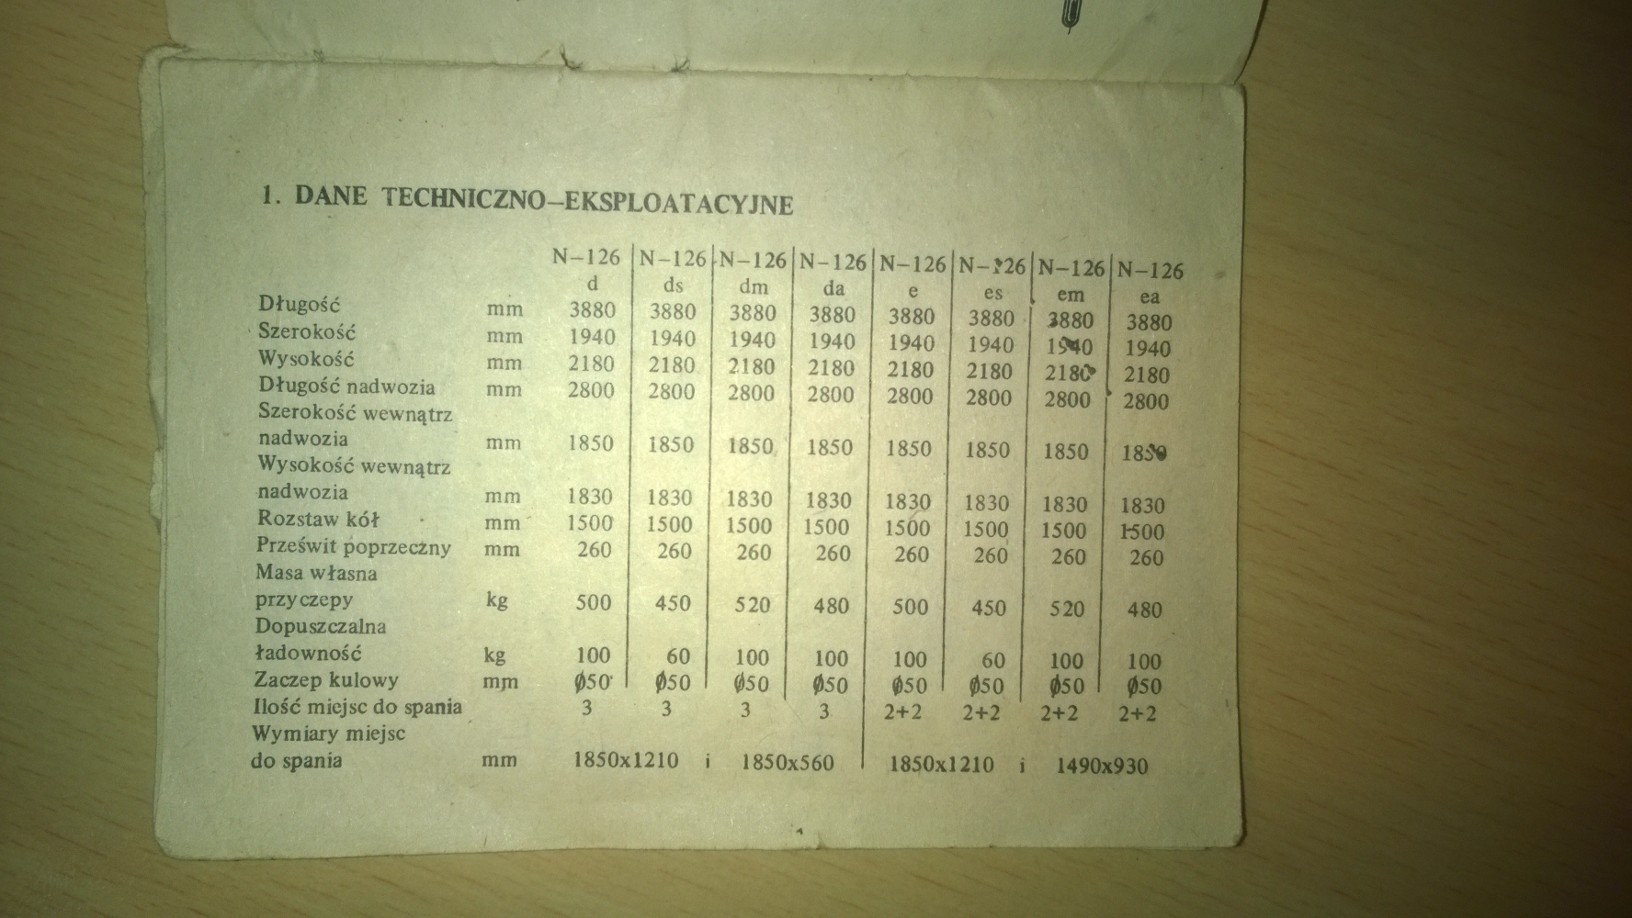 1. DANE TECHNICZNO–EKSPLOATACYJNE
N–126 N–126 N–126 N–126 N–126 N–126 N–126 N–126
d ds dm da e es em ea
Długość mm 3880 3880 3880 3880 3880 3880 3880 3880
Szerokość mm 1940 1940 1940 1940 1940 1940 1940 1940
Wysokość mm 2180 2180 2180 2180 2180 2180 2180 2180
Długość nadwozia mm 2800 2800 2800 2800 2800 2800 2800 2800
Szerokość wewnątrz
nadwozia mm 1850 1850 1850 1850 1850 1850 1850 1850
Wysokość wewnątrz
nadwozia mm 1830 1830 1830 1830 1830 1830 1830 1830
Rozstaw kół mm 1500 1500 1500 1500 1500 1500 1500 1500
Prześwit poprzeczny mm 260 260 260 260 260 260 260 260
Masa własna
przyczepy kg 500 450 520 480 500 450 520 480
Dopuszczalna
ładowność kg 100 60 100 100 100 60 100 100
Zaczep kulowy mm Ø50 Ø50 Ø50 Ø50 Ø50 Ø50 Ø50 Ø50
Ilość miejsc do spania 3 3 3 3 2+2 2+2 2+2 2+2
Wymiary miejsc
do spania mm 1850x1210 i 1850x560 1850x1210 i 1490x930